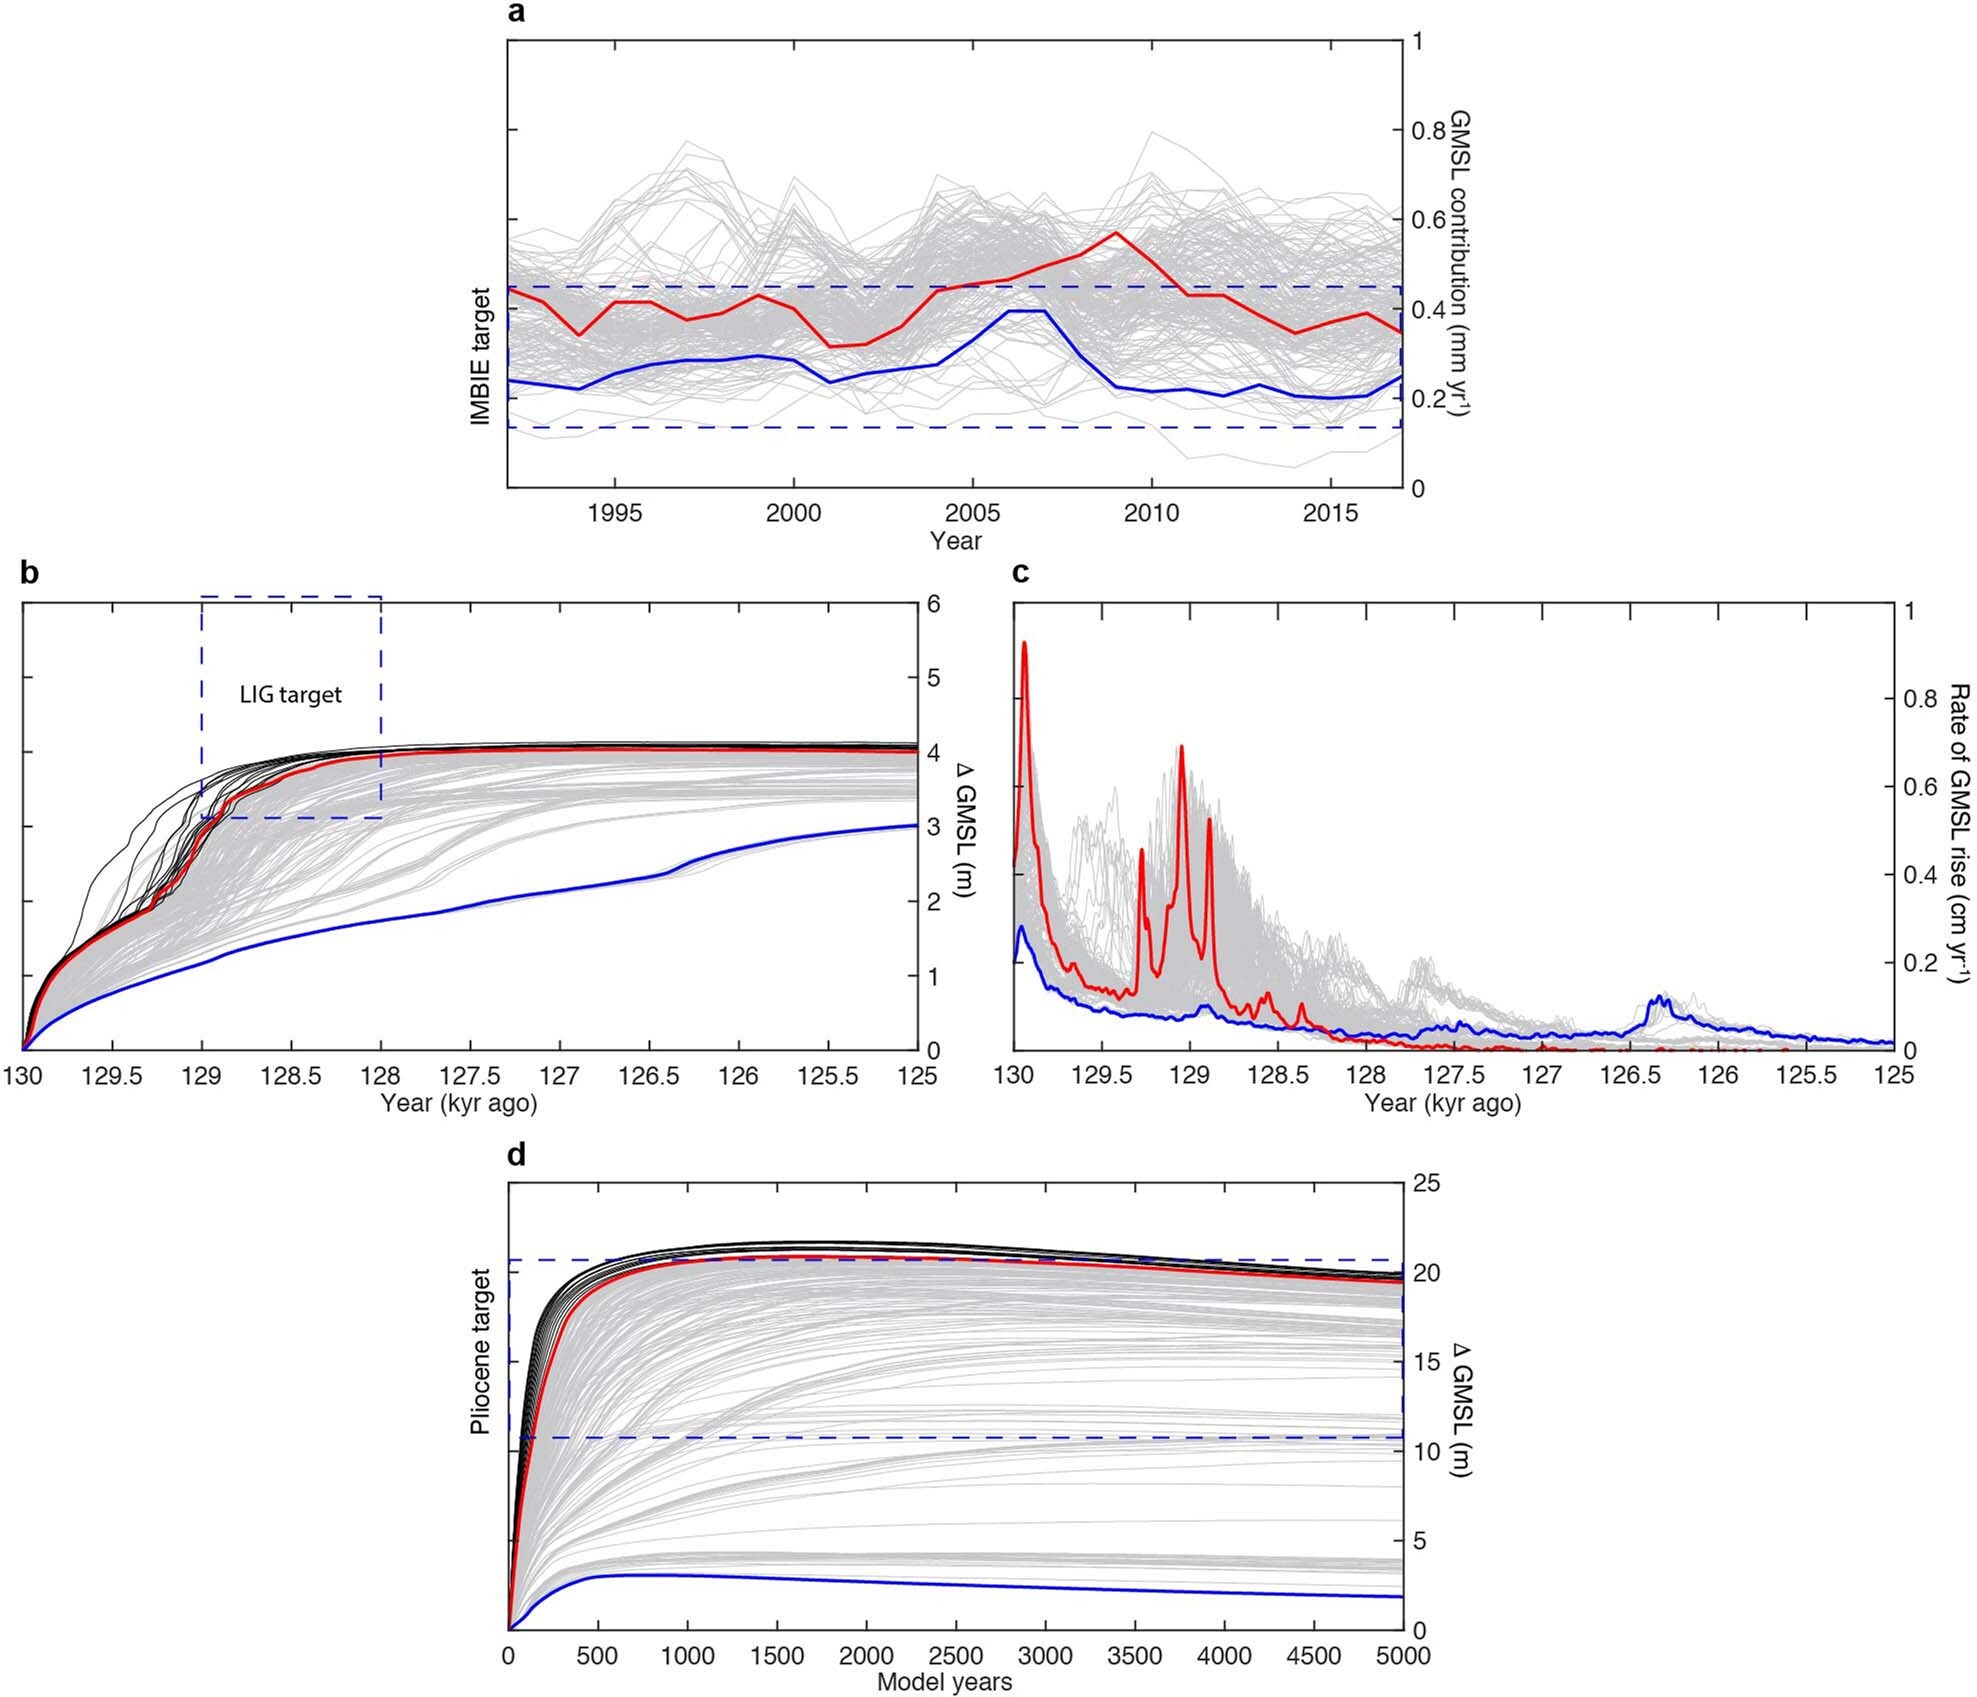 a
1
0.8
0.6
0.4
0.2
0
GMSL contribution (mm yr-1)
IMBIE target
1995 2000 2005 2010 2015
Year
b
6
5
4
3
2
1
0
LIG target
Δ GMSL (m)
130 129.5 129 128.5 128 127.5 127 126.5 126 125.5 125
Year (kyr ago)
c
1
0.8
0.6
0.4
0.2
0
Rate of GMSL rise (cm yr-1)
130 129.5 129 128.5 128 127.5 127 126.5 126 125.5 125
Year (kyr ago)
d
25
20
15
10
5
0
Pliocene target
Δ GMSL (m)
0 500 1000 1500 2000 2500 3000 3500 4000 4500 5000
Model years